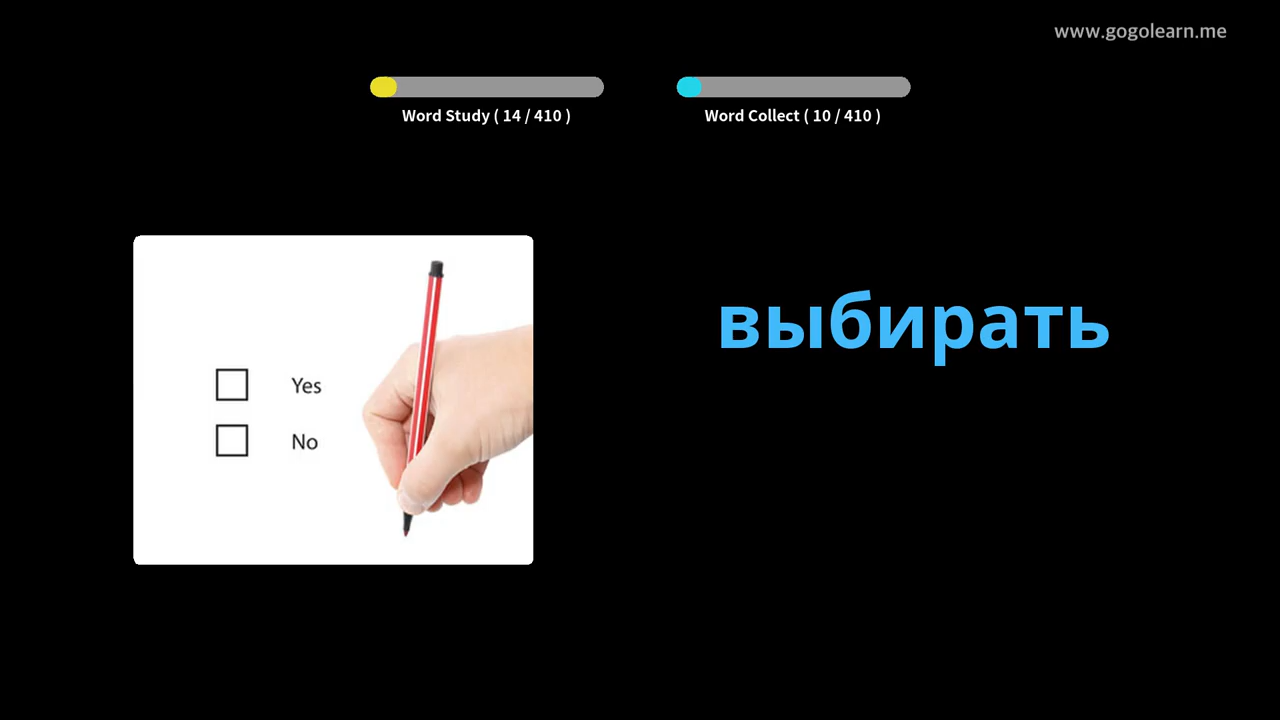 www.gogolearn.me
Word Study ( 14 / 410 )
Word Collect ( 10 / 410 )
выбирать
Yes
No